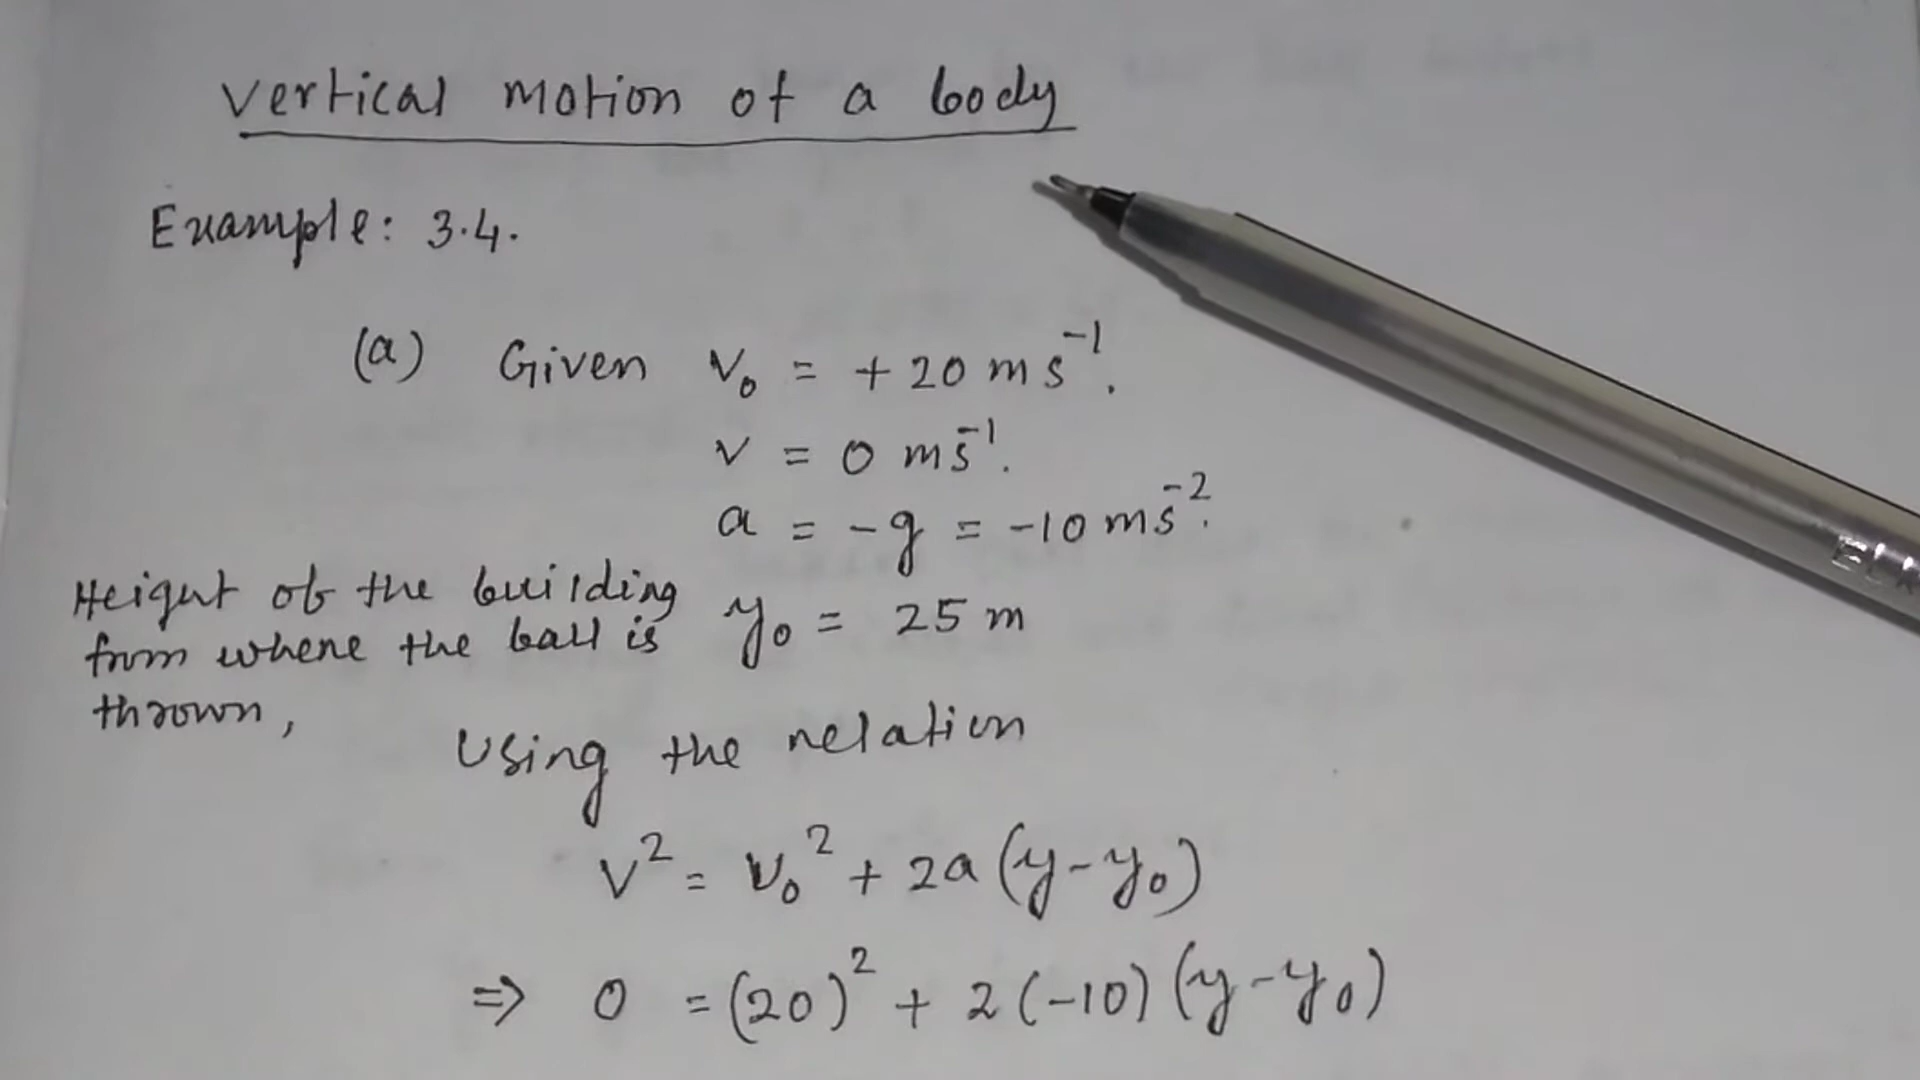 Vertical motion of a body
Example: 3.4.
(a) Given v₀ = +20 m s⁻¹.
v = 0 ms⁻¹.
a = -g = -10 ms⁻².
Height of the building
from where the ball is
thrown,
y₀ = 25 m
Using the relation
v² = v₀² + 2a (y-y₀)
⇒ 0 = (20)² + 2(-10) (y-y₀)